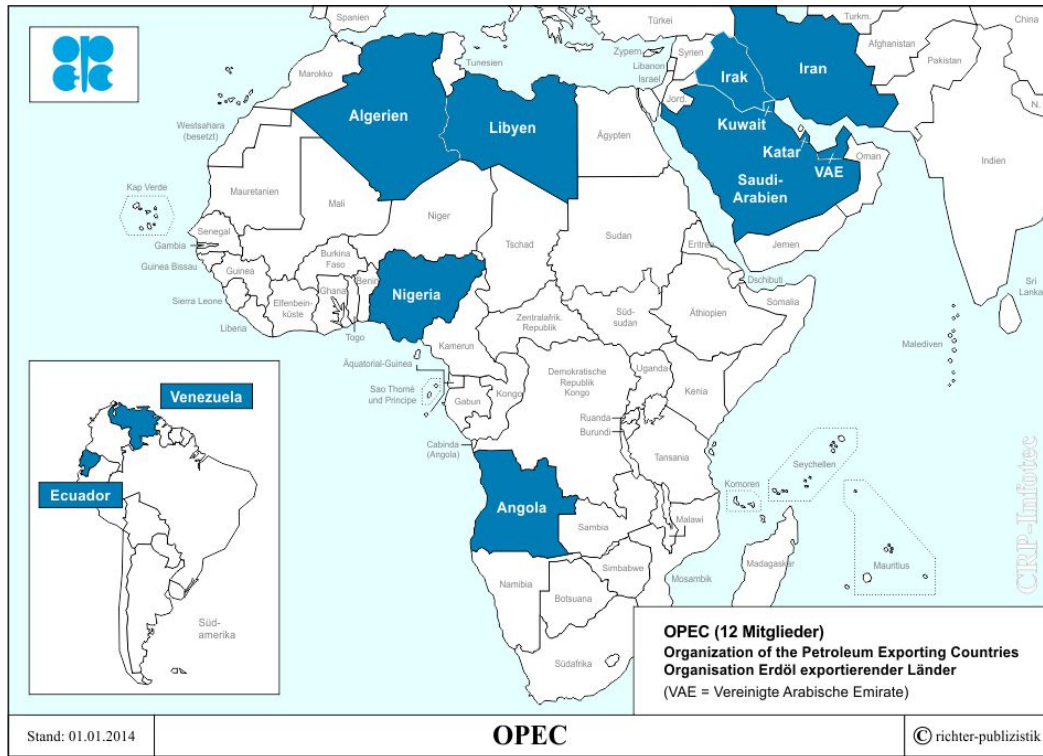 Spanien
Türkei
Turkm.
China
Zypern
Syrien
Afghanistan
Tunesien
Libanon
Israel
Irak
Iran
Pakistan
Marokko
Jord.
N.
Algerien
Libyen
Kuwait
Westsahara
(besetzt)
Ägypten
Katar
Oman
Indien
VAE
Saudi-
Arabien
Kap Verde
Mauretanien
Mali
Niger
Tschad
Sudan
Eritrea
Jemen
Senegal
Gambia
Guinea Bissau
Guinea
Burkina
Faso
Benin
Nigeria
Dschibuti
Somalia
Sri
Lanka
Sierra Leone
Elfenbein-
küste
Ghana
Zentralafrik.
Republik
Süd-
sudan
Äthiopien
Liberia
Togo
Kamerun
Malediven
Äquatorial-Guinea
Sao Thomé
und Principe
Gabun
Kongo
Demokratische
Republik
Kongo
Uganda
Kenia
Ruanda
Burundi
Cabinda
(Angola)
Tansania
Seychellen
Komoren
Angola
Sambia
Malawi
Madagaskar
Mauritius
Simbabwe
Mosambik
Namibia
Botsuana
Südafrika
Venezuela
Ecuador
Süd-
amerika
CRP-Infotec
OPEC (12 Mitglieder)
Organization of the Petroleum Exporting Countries
Organisation Erdöl exportierender Länder
(VAE = Vereinigte Arabische Emirate)
Stand: 01.01.2014
OPEC
© richter-publizistik